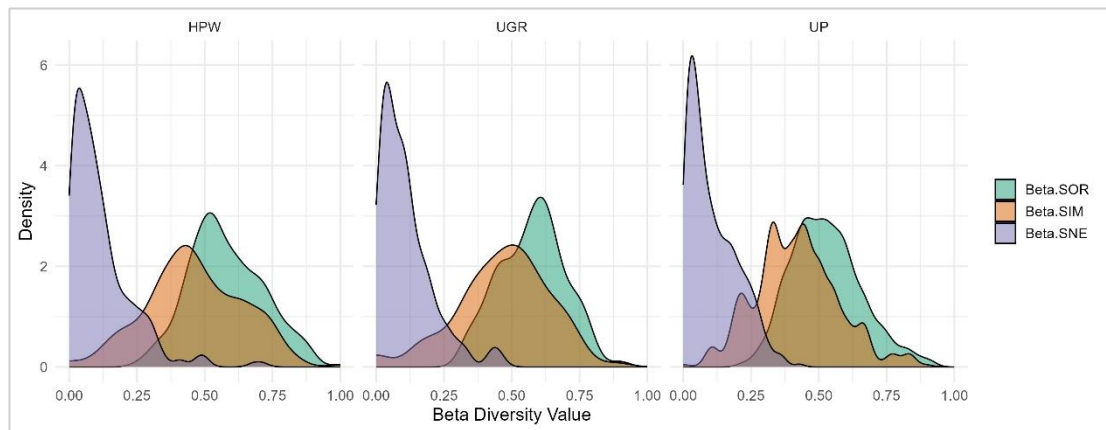 HPW UGR UP
6
4
2
0
Density
0.00 0.25 0.50 0.75 1.00 0.00 0.25 0.50 0.75 1.00 0.00 0.25 0.50 0.75 1.00
Beta Diversity Value
Beta.SOR
Beta.SIM
Beta.SNE